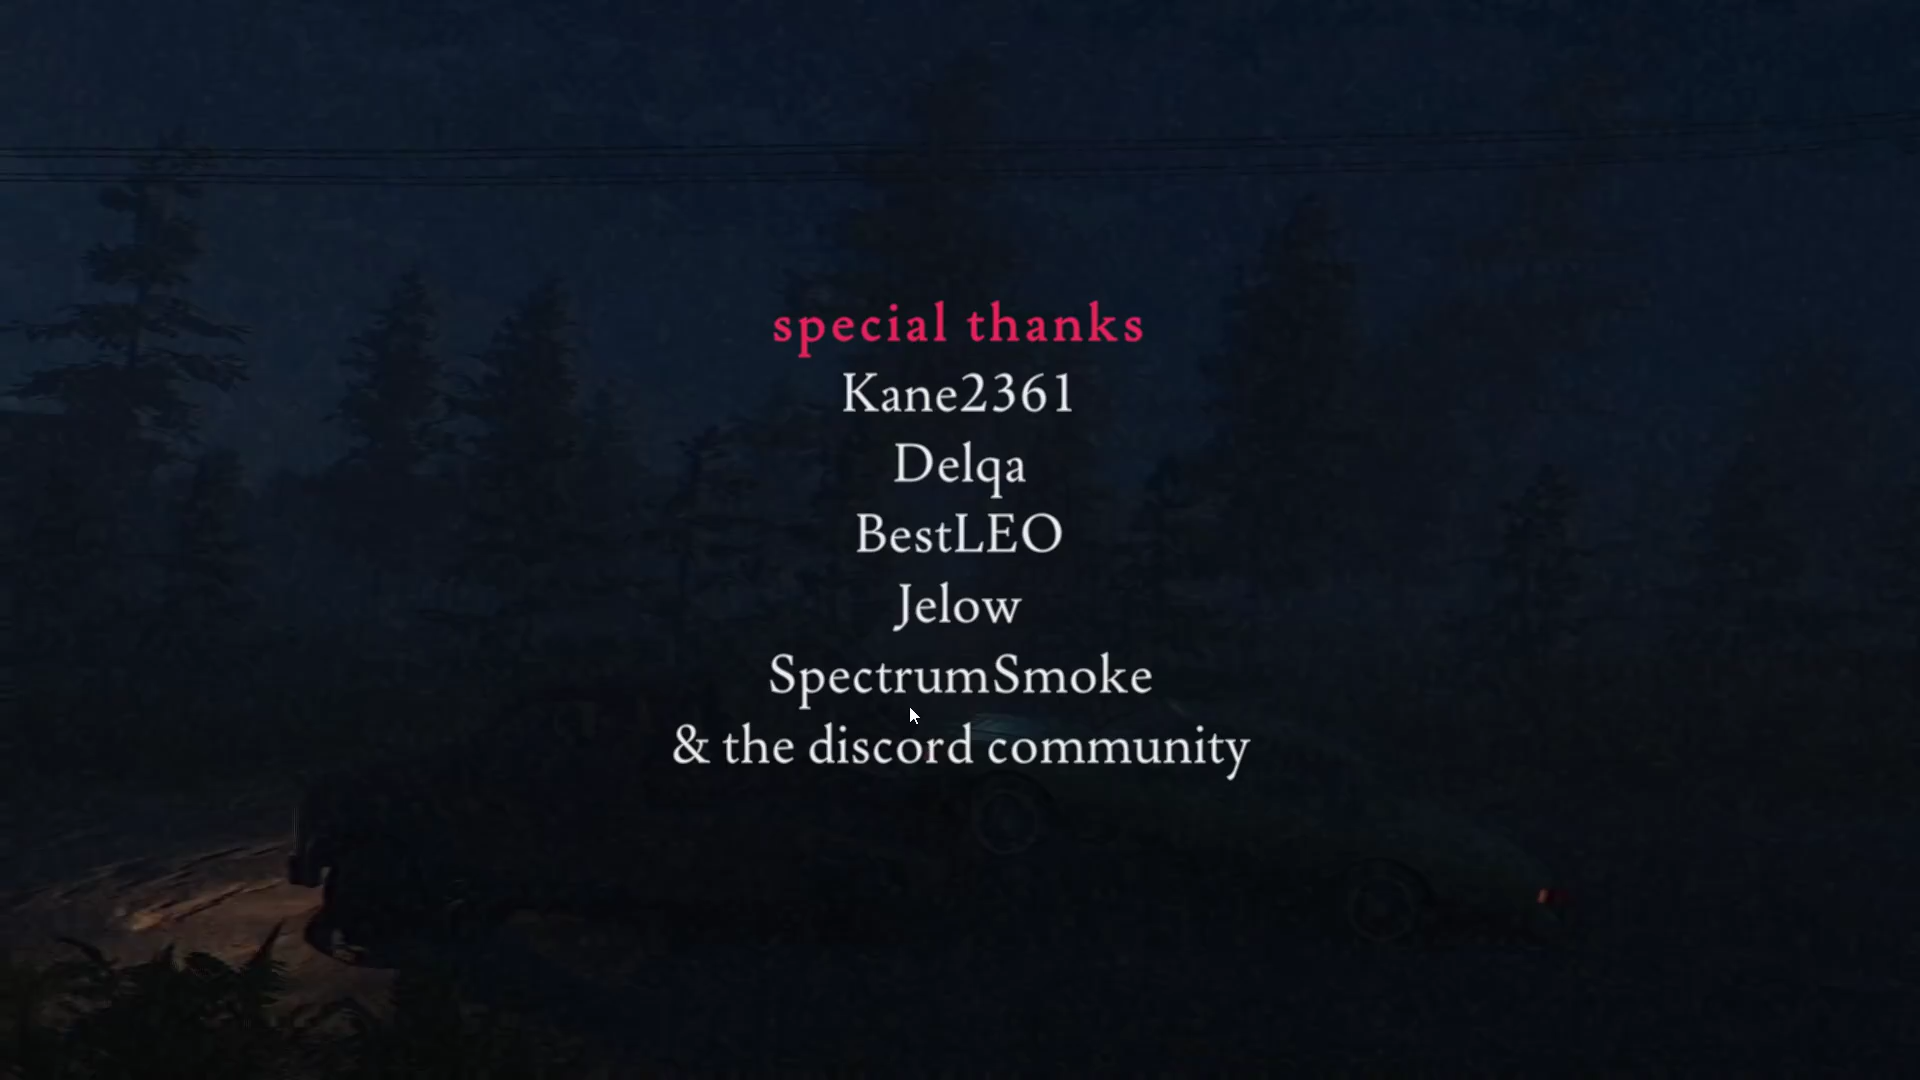 special thanks
Kane2361
Delqa
BestLEO
Jelow
SpectrumSmoke
& the discord community